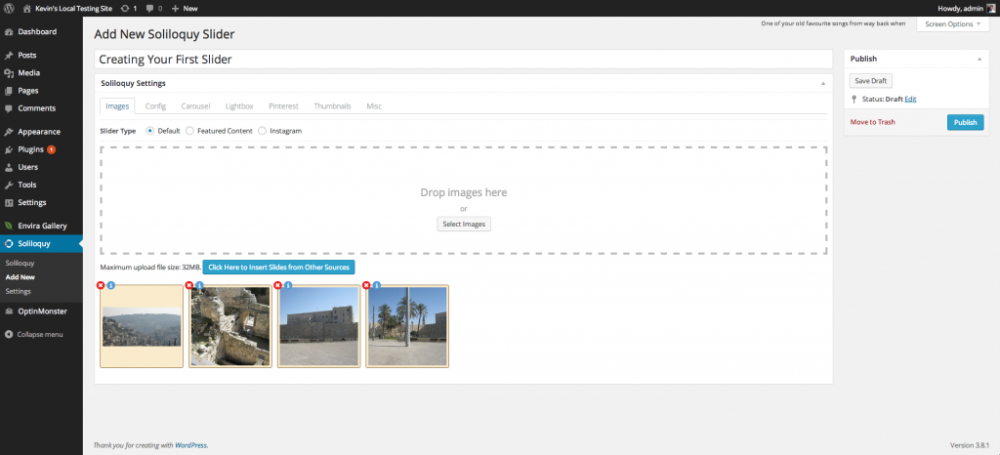 Kevin's Local Testing Site 1 0 New
Howdy, admin
One of your old favourite songs from way back when
Screen Options
Dashboard
Posts
Media
Pages
Comments
Appearance
Plugins 1
Users
Tools
Settings
Envira Gallery
Soliloquy
Soliloquy
Add New
Settings
OptinMonster
Collapse menu
Add New Soliloquy Slider
Creating Your First Slider
Soliloquy Settings
Images Config Carousel Lightbox Pinterest Thumbnails Misc
Slider Type Default Featured Content Instagram
Drop images here
or
Select Images
Maximum upload file size: 32MB. Click Here to Insert Slides from Other Sources
Publish
Save Draft
Status: Draft Edit
Move to Trash Publish
Thank you for creating with WordPress.
Version 3.8.1